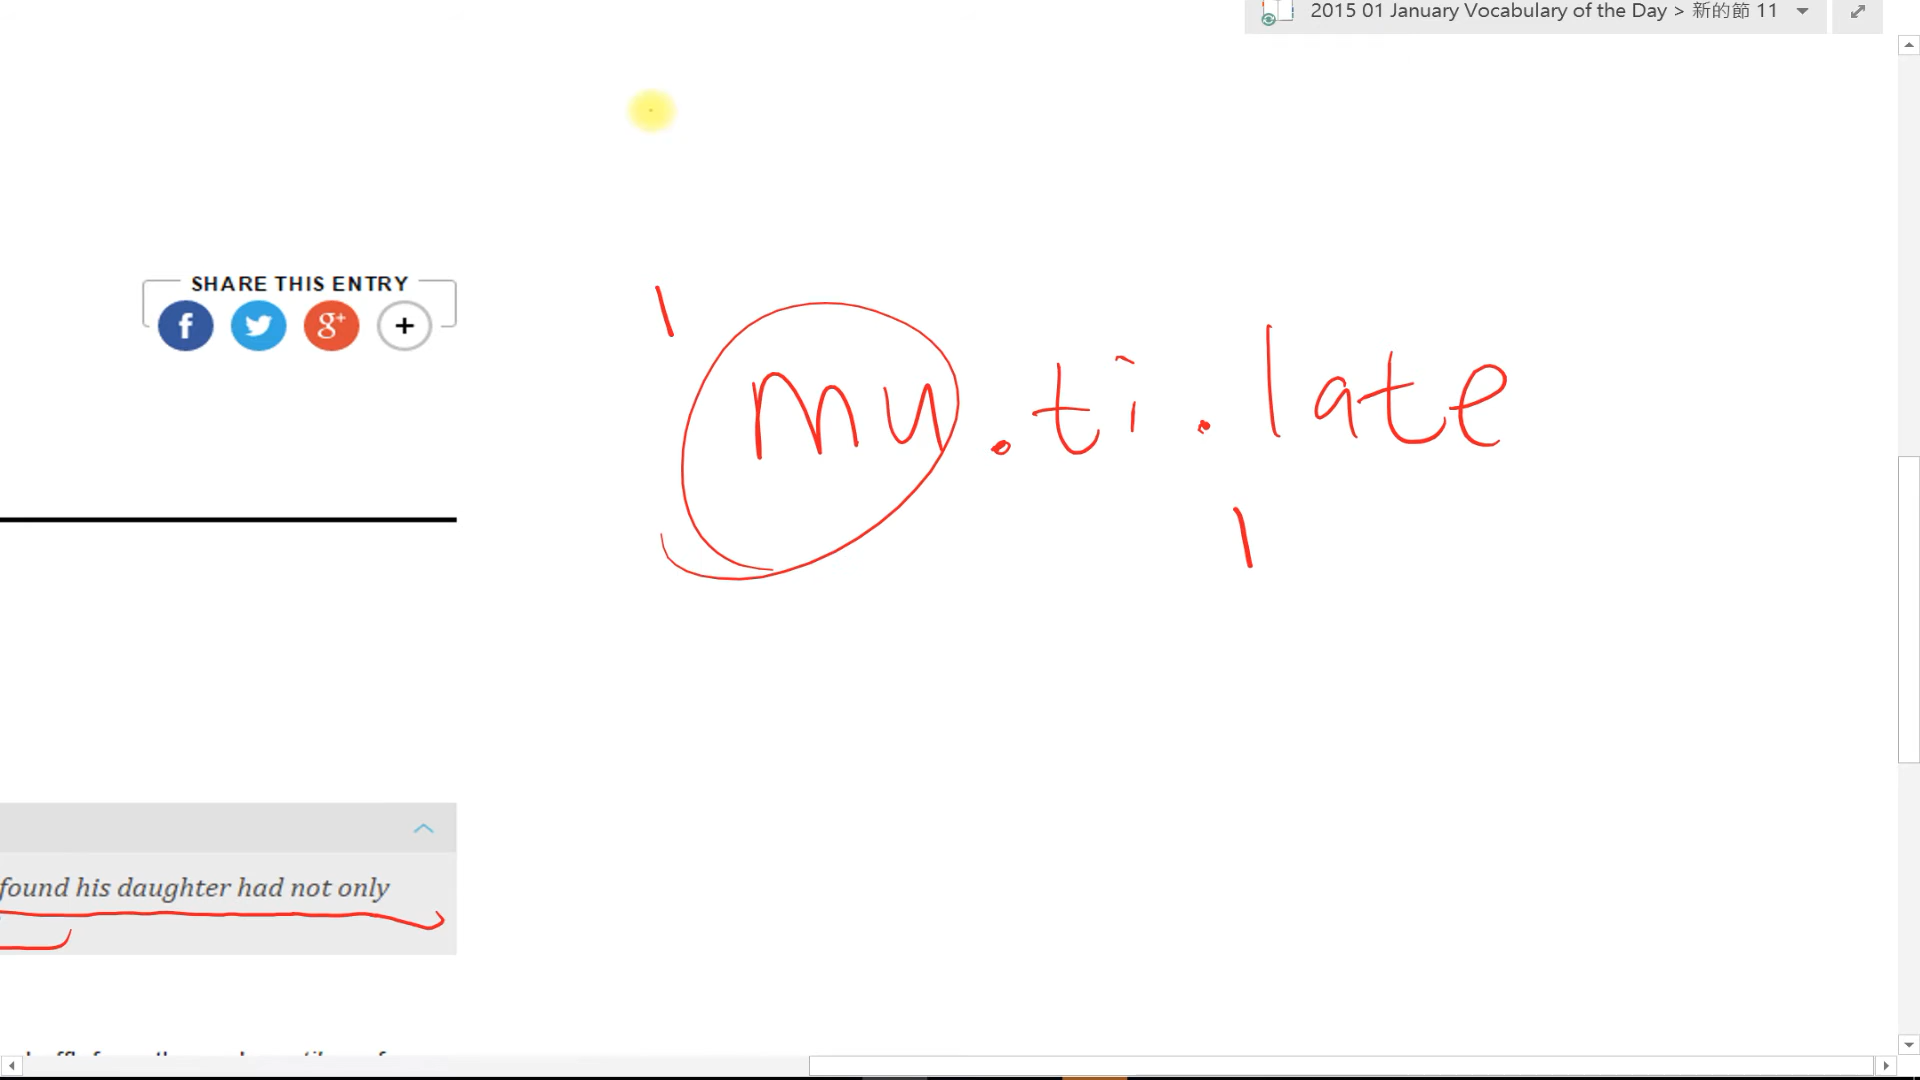 2015 01 January Vocabulary of the Day > 新的節 11
SHARE THIS ENTRY
f g+ +
mu.ti.late
found his daughter had not only